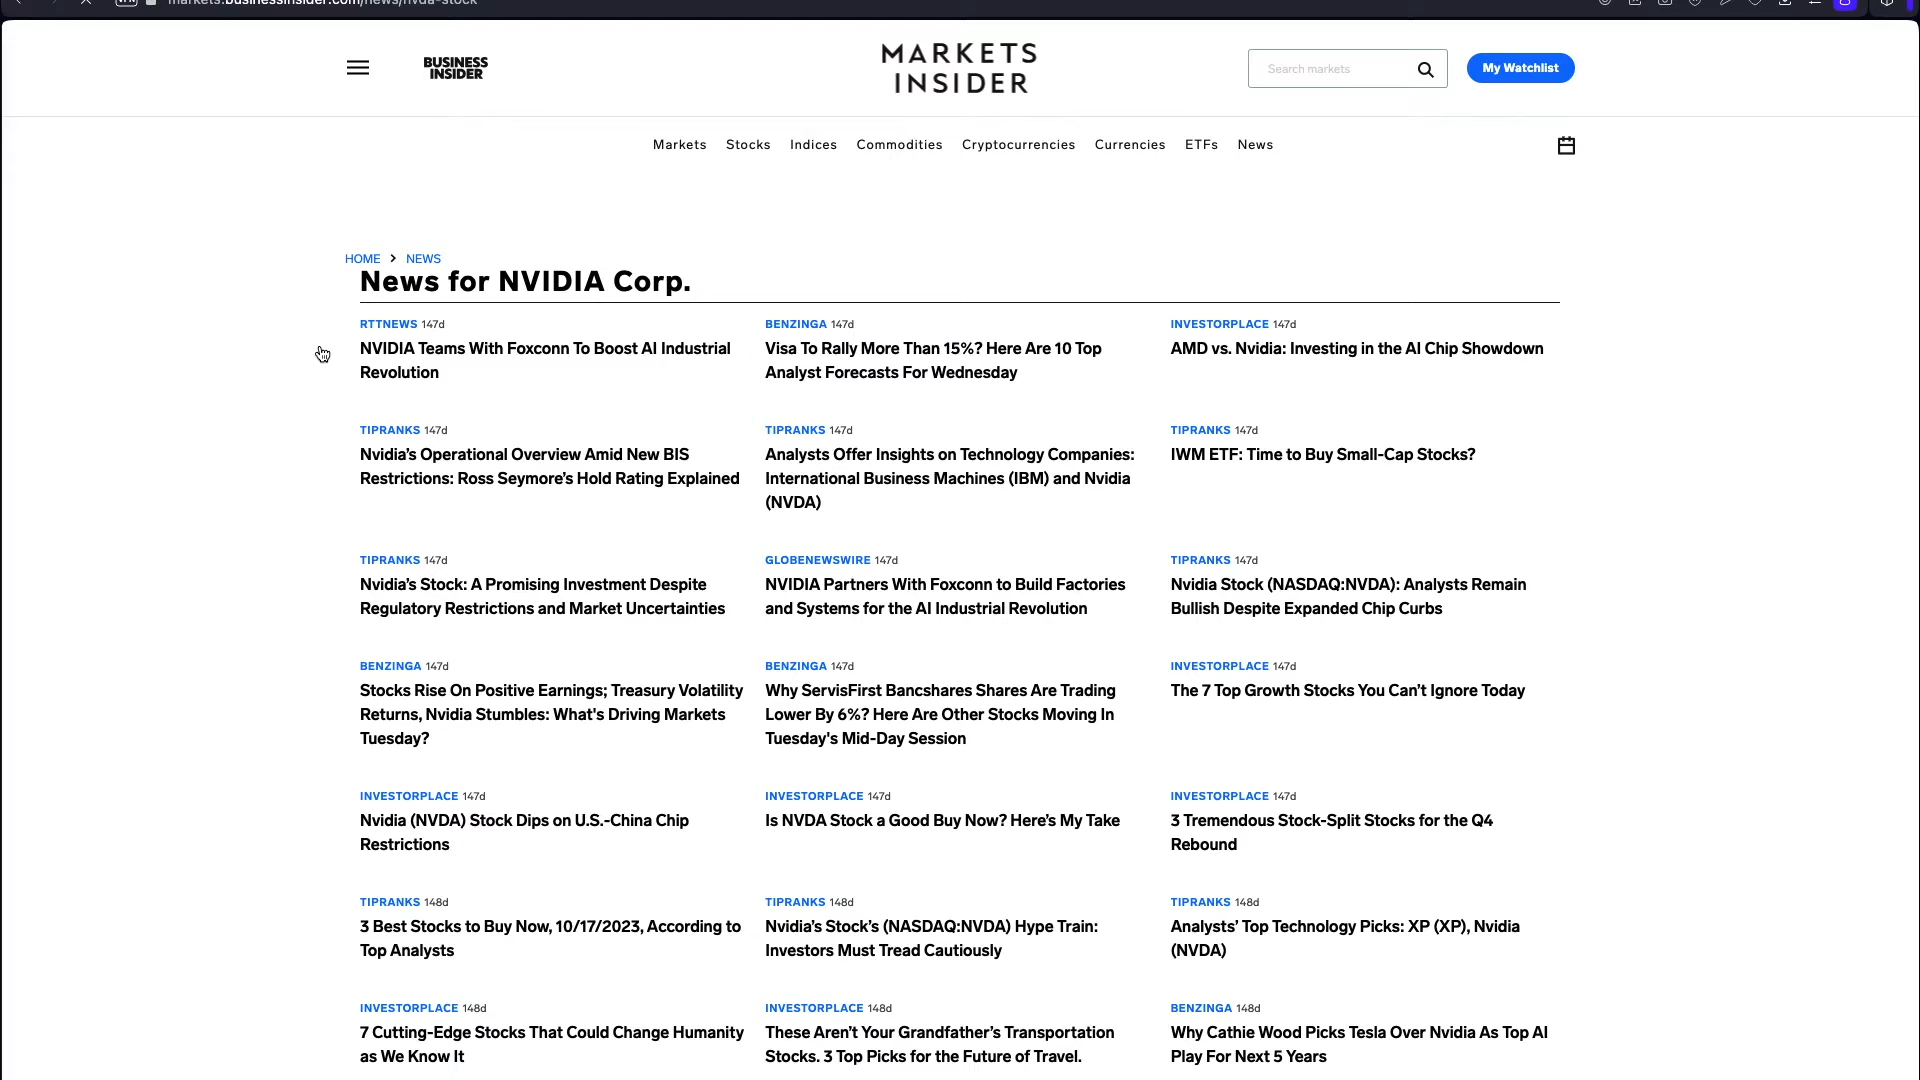 markets.businessinsider.com/news/nvda-stock
BUSINESS
INSIDER
MARKETS
INSIDER
Search markets
My Watchlist
Markets Stocks Indices Commodities Cryptocurrencies Currencies ETFs News
HOME > NEWS
News for NVIDIA Corp.
RTTNEWS 147d
NVIDIA Teams With Foxconn To Boost AI Industrial
Revolution
BENZINGA 147d
Visa To Rally More Than 15%? Here Are 10 Top
Analyst Forecasts For Wednesday
INVESTORPLACE 147d
AMD vs. Nvidia: Investing in the AI Chip Showdown
TIPRANKS 147d
Nvidia’s Operational Overview Amid New BIS
Restrictions: Ross Seymore’s Hold Rating Explained
TIPRANKS 147d
Analysts Offer Insights on Technology Companies:
International Business Machines (IBM) and Nvidia
(NVDA)
TIPRANKS 147d
IWM ETF: Time to Buy Small-Cap Stocks?
TIPRANKS 147d
Nvidia’s Stock: A Promising Investment Despite
Regulatory Restrictions and Market Uncertainties
GLOBENEWSWIRE 147d
NVIDIA Partners With Foxconn to Build Factories
and Systems for the AI Industrial Revolution
TIPRANKS 147d
Nvidia Stock (NASDAQ:NVDA): Analysts Remain
Bullish Despite Expanded Chip Curbs
BENZINGA 147d
Stocks Rise On Positive Earnings; Treasury Volatility
Returns, Nvidia Stumbles: What's Driving Markets
Tuesday?
BENZINGA 147d
Why ServisFirst Bancshares Shares Are Trading
Lower By 6%? Here Are Other Stocks Moving In
Tuesday's Mid-Day Session
INVESTORPLACE 147d
The 7 Top Growth Stocks You Can’t Ignore Today
INVESTORPLACE 147d
Nvidia (NVDA) Stock Dips on U.S.-China Chip
Restrictions
INVESTORPLACE 147d
Is NVDA Stock a Good Buy Now? Here’s My Take
INVESTORPLACE 147d
3 Tremendous Stock-Split Stocks for the Q4
Rebound
TIPRANKS 148d
3 Best Stocks to Buy Now, 10/17/2023, According to
Top Analysts
TIPRANKS 148d
Nvidia’s Stock’s (NASDAQ:NVDA) Hype Train:
Investors Must Tread Cautiously
TIPRANKS 148d
Analysts’ Top Technology Picks: XP (XP), Nvidia
(NVDA)
INVESTORPLACE 148d
7 Cutting-Edge Stocks That Could Change Humanity
as We Know It
INVESTORPLACE 148d
These Aren’t Your Grandfather’s Transportation
Stocks. 3 Top Picks for the Future of Travel.
BENZINGA 148d
Why Cathie Wood Picks Tesla Over Nvidia As Top AI
Play For Next 5 Years